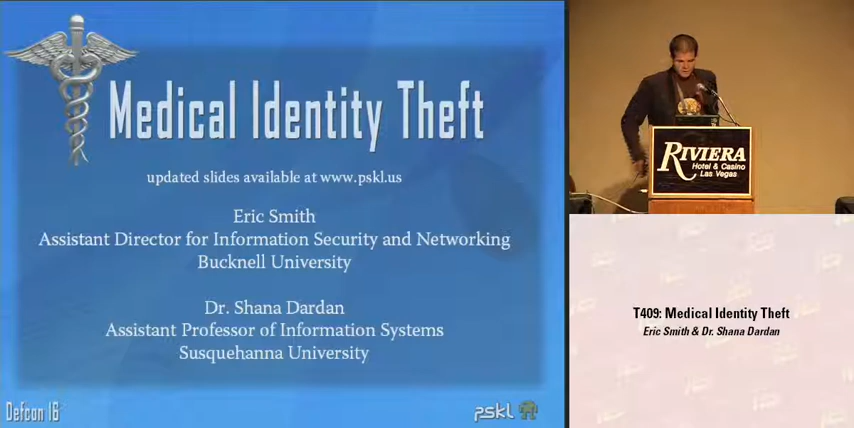 Medical Identity Theft
updated slides available at www.pskl.us
Eric Smith
Assistant Director for Information Security and Networking
Bucknell University
Dr. Shana Dardan
Assistant Professor of Information Systems
Susquehanna University
Defcon 16
pskl
RIVIERA
Hotel & Casino
Las Vegas
T409: Medical Identity Theft
Eric Smith & Dr. Shana Dardan